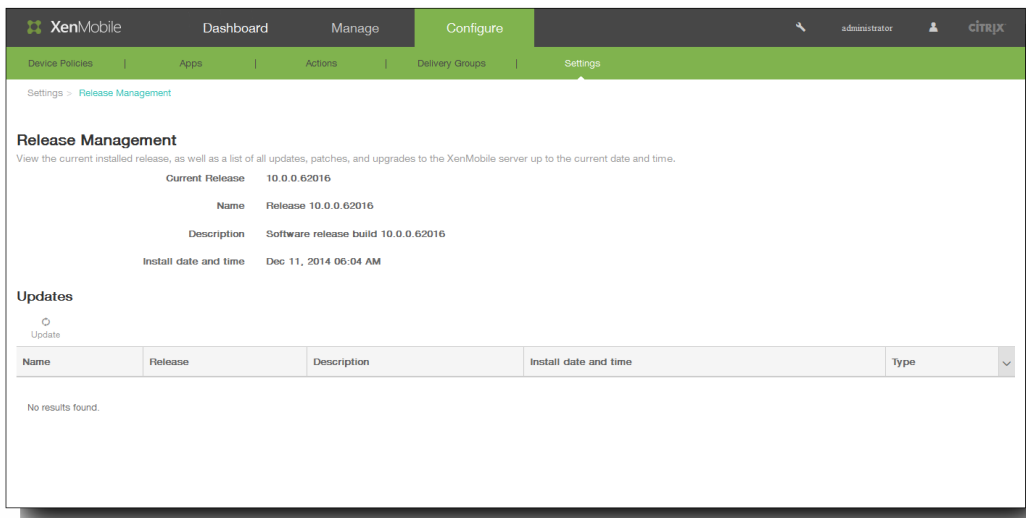 XenMobile Dashboard Manage Configure administrator CITRIX
Device Policies | Apps | Actions | Delivery Groups | Settings
Settings > Release Management
Release Management
View the current installed release, as well as a list of all updates, patches, and upgrades to the XenMobile server up to the current date and time.
Current Release 10.0.0.62016
Name Release 10.0.0.62016
Description Software release build 10.0.0.62016
Install date and time Dec 11, 2014 06:04 AM
Updates
Update
Name Release Description Install date and time Type
No results found.